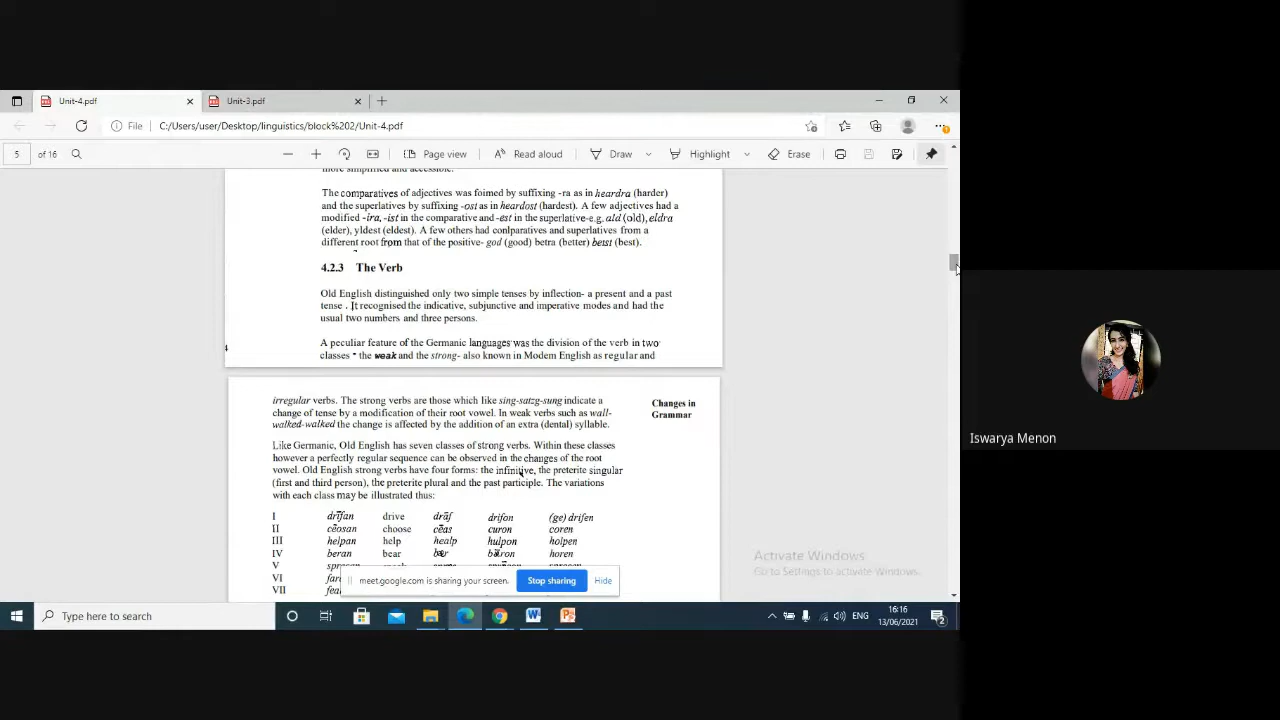 Unit-4.pdf
Unit-3.pdf
File
C:/Users/user/Desktop/linguistics/block%202/Unit-4.pdf
5 of 16
Page view
Read aloud
Draw
Highlight
Erase
more simplified and accessible.
The comparatives of adjectives was foimed by suffixing -ra as in heardra (harder)
and the superlatives by suffixing -ost as in heardost (hardest). A few adjectives had a
modified -ira, -ist in the comparative and -est in the superlative-e.g. ald (old), eldra
(elder), yldest (eldest). A few others had conlparatives and superlatives from a
different root from that of the positive- god (good) betra (better) betst (best).
4.2.3 The Verb
Old English distinguished only two simple tenses by inflection- a present and a past
tense . It recognised the indicative, subjunctive and imperative modes and had the
usual two numbers and three persons.
A peculiar feature of the Germanic languages was the division of the verb in two
classes - the weak and the strong- also known in Modem English as regular and
4
irregular verbs. The strong verbs are those which like sing-satzg-sung indicate a
change of tense by a modification of their root vowel. In weak verbs such as wall-
walked-walked the change is affected by the addition of an extra (dental) syllable.
Changes in
Grammar
Like Germanic, Old English has seven classes of strong verbs. Within these classes
however a perfectly regular sequence can be observed in the changes of the root
vowel. Old English strong verbs have four forms: the infinitive, the preterite singular
(first and third person), the preterite plural and the past participle. The variations
with each class may be illustrated thus:
I drīfan drive drāf drifon (ge) drifen
II cēosan choose cēas curon coren
III helpan help healp hulpon holpen
IV beran bear horen
V
VI
VII
meet.google.com is sharing your screen.
Stop sharing
Hide
Activate Windows
Go to Settings to activate Windows.
Type here to search
ENG
16:16
13/06/2021
2
Iswarya Menon